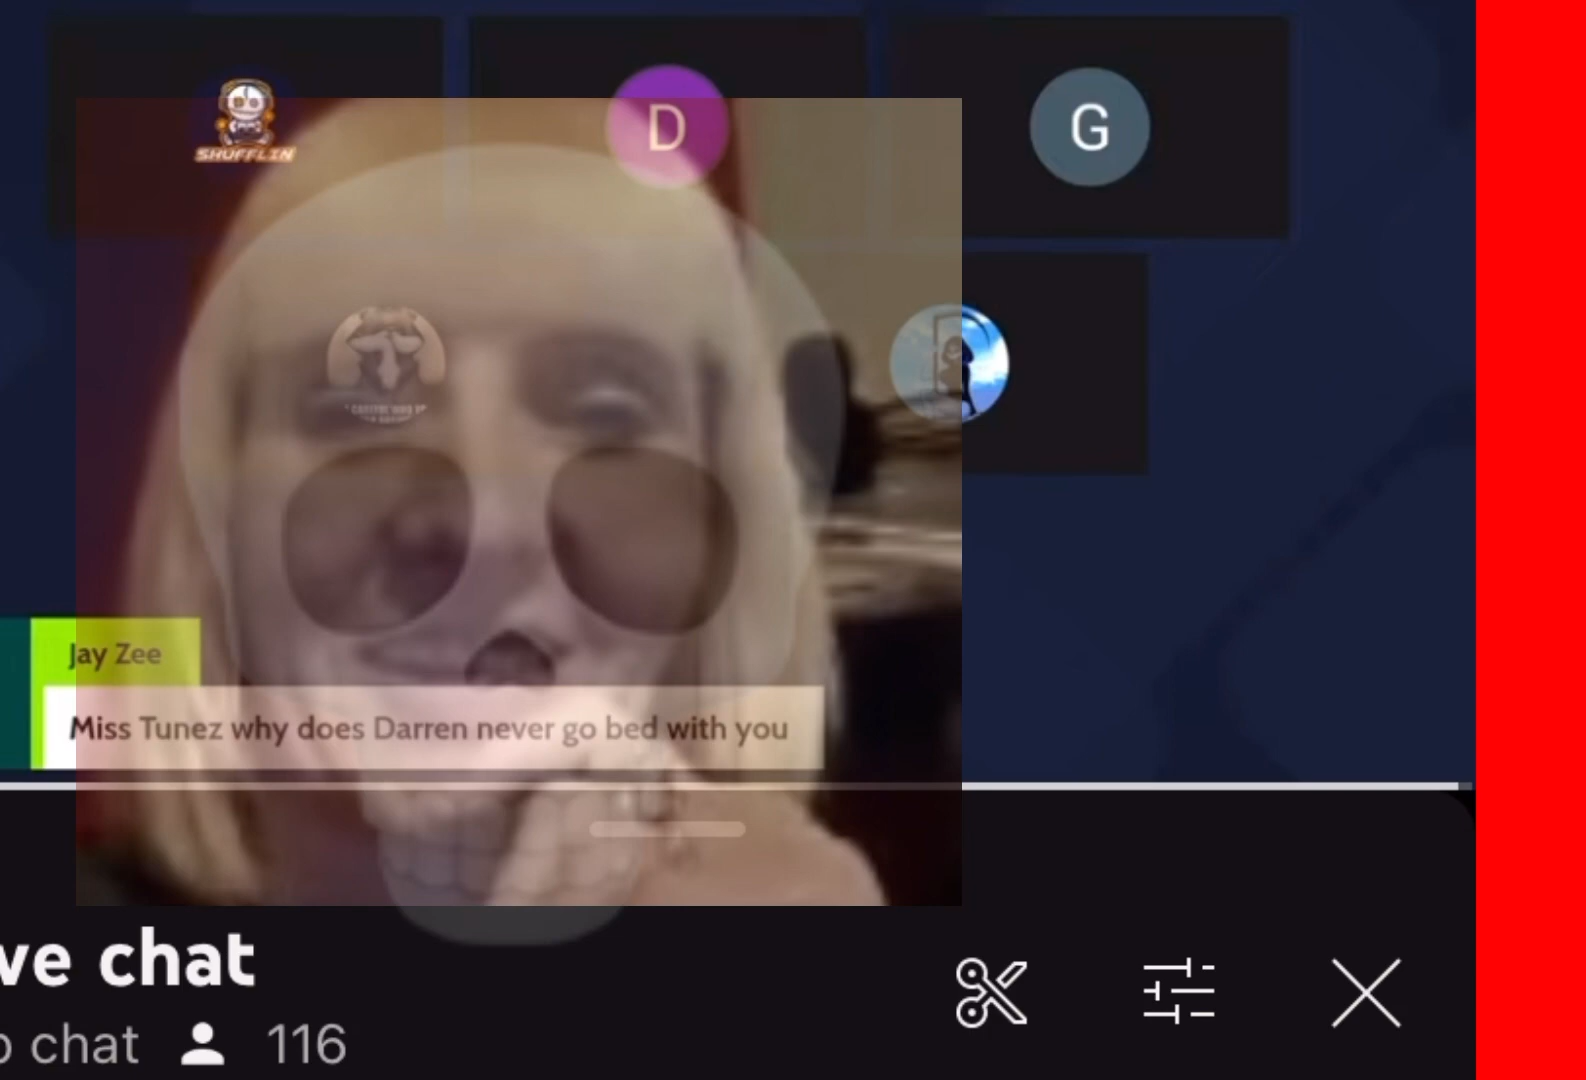 SHUFFLIN
D
G
Jay Zee
Miss Tunez why does Darren never go bed with you
ve chat
chat
116